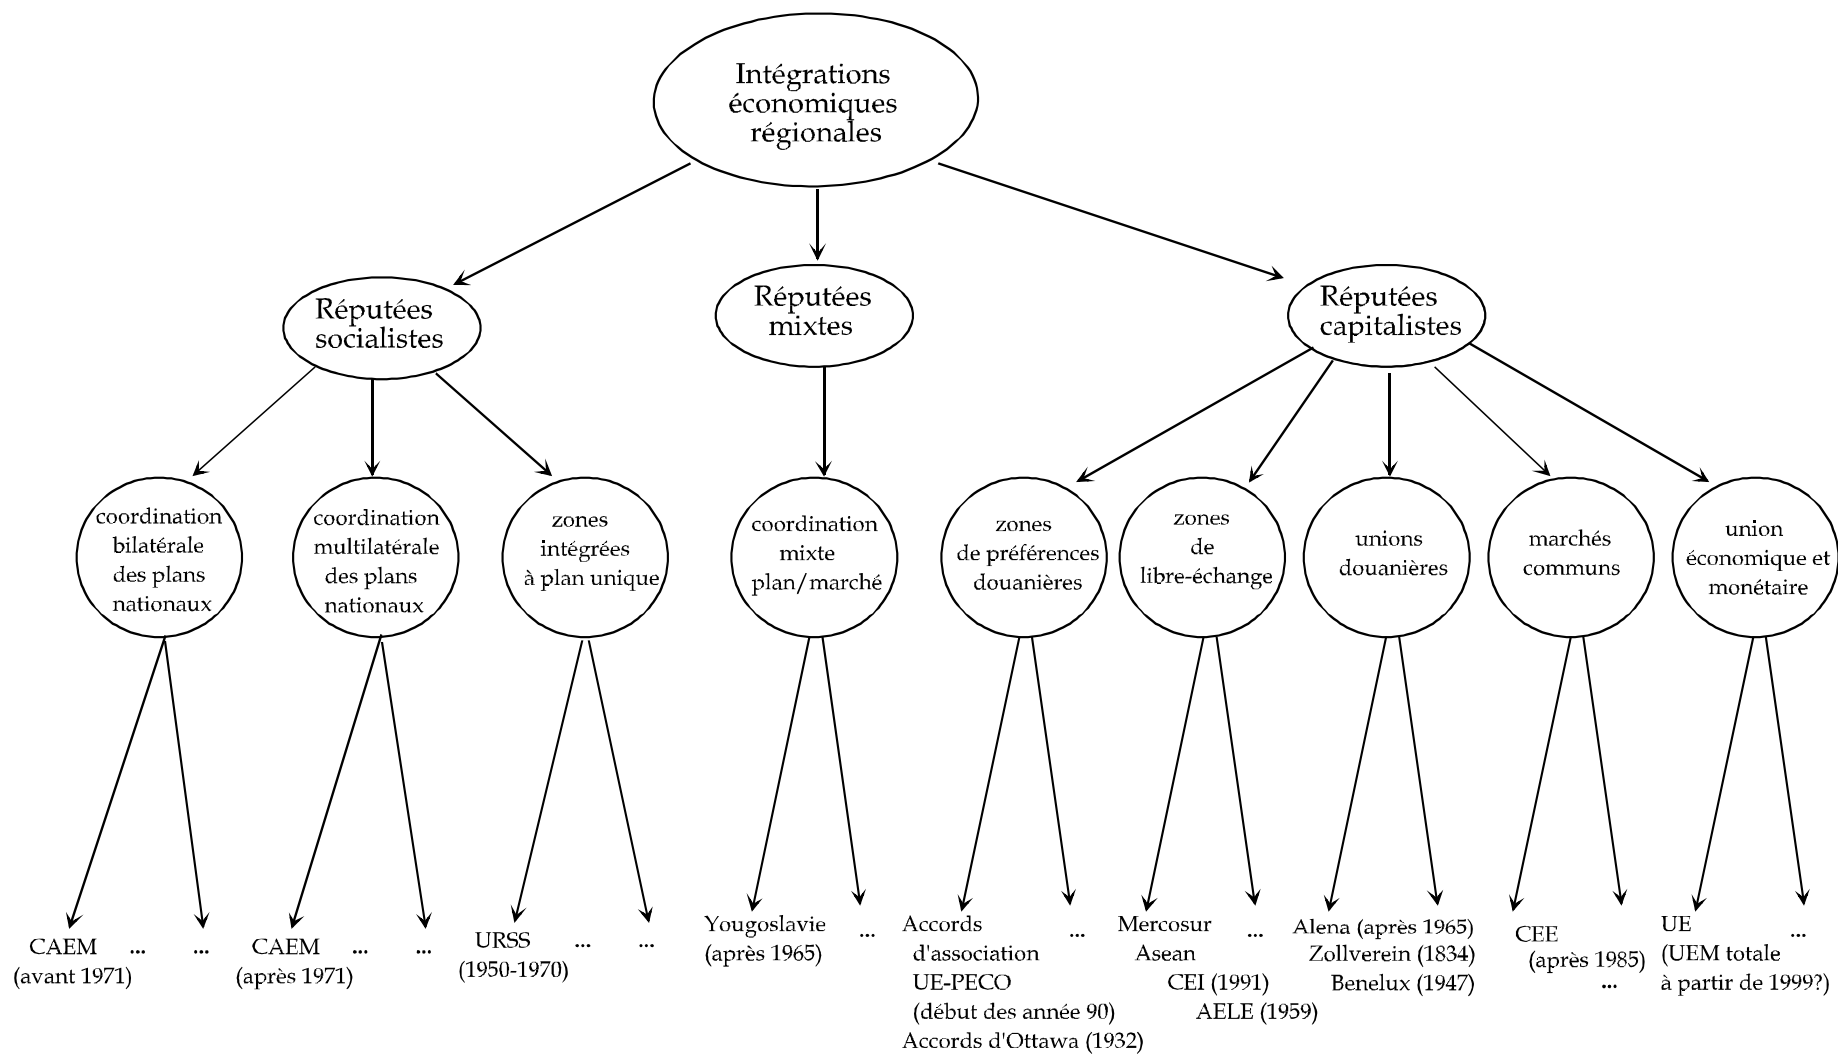 Intégrations
économiques
régionales
Réputées
socialistes
Réputées
mixtes
Réputées
capitalistes
coordination
bilatérale
des plans
nationaux
coordination
multilatérale
des plans
nationaux
zones
intégrées
à plan unique
coordination
mixte
plan/marché
zones
de préférences
douanières
zones
de
libre-échange
unions
douanières
marchés
communs
union
économique et
monétaire
CAEM ... ...
(avant 1971)
CAEM ... ...
(après 1971)
URSS ... ...
(1950-1970)
Yougoslavie ...
(après 1965)
Accords ...
d'association
UE-PECO
(début des année 90)
Accords d'Ottawa (1932)
Mercosur ...
Asean
CEI (1991)
AELE (1959)
Alena (après 1965)
Zollverein (1834)
Benelux (1947)
CEE
(après 1985)
...
UE ...
(UEM totale
à partir de 1999?)